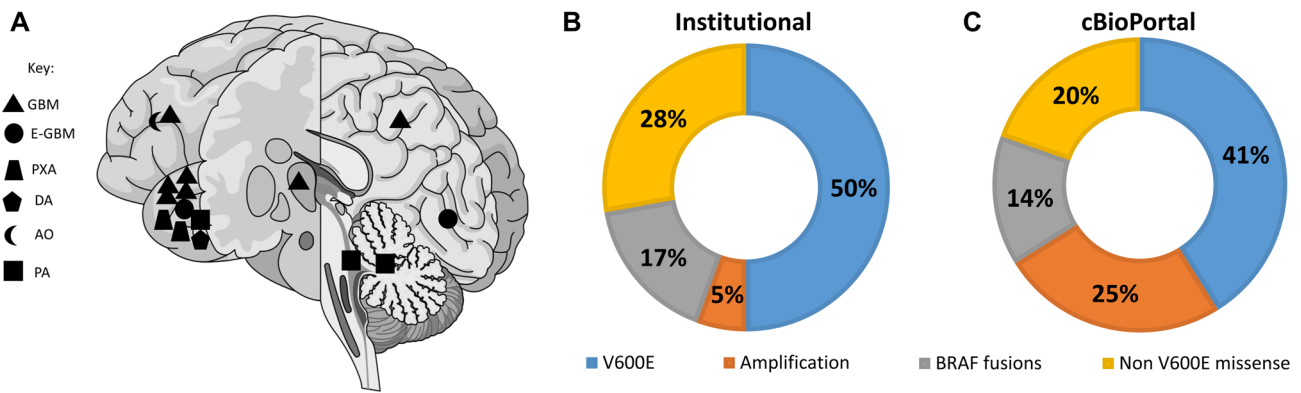 A
Key:
GBM
E-GBM
PXA
DA
AO
PA
B
Institutional
28%
50%
17%
5%
C
cBioPortal
20%
41%
14%
25%
V600E
Amplification
BRAF fusions
Non V600E missense